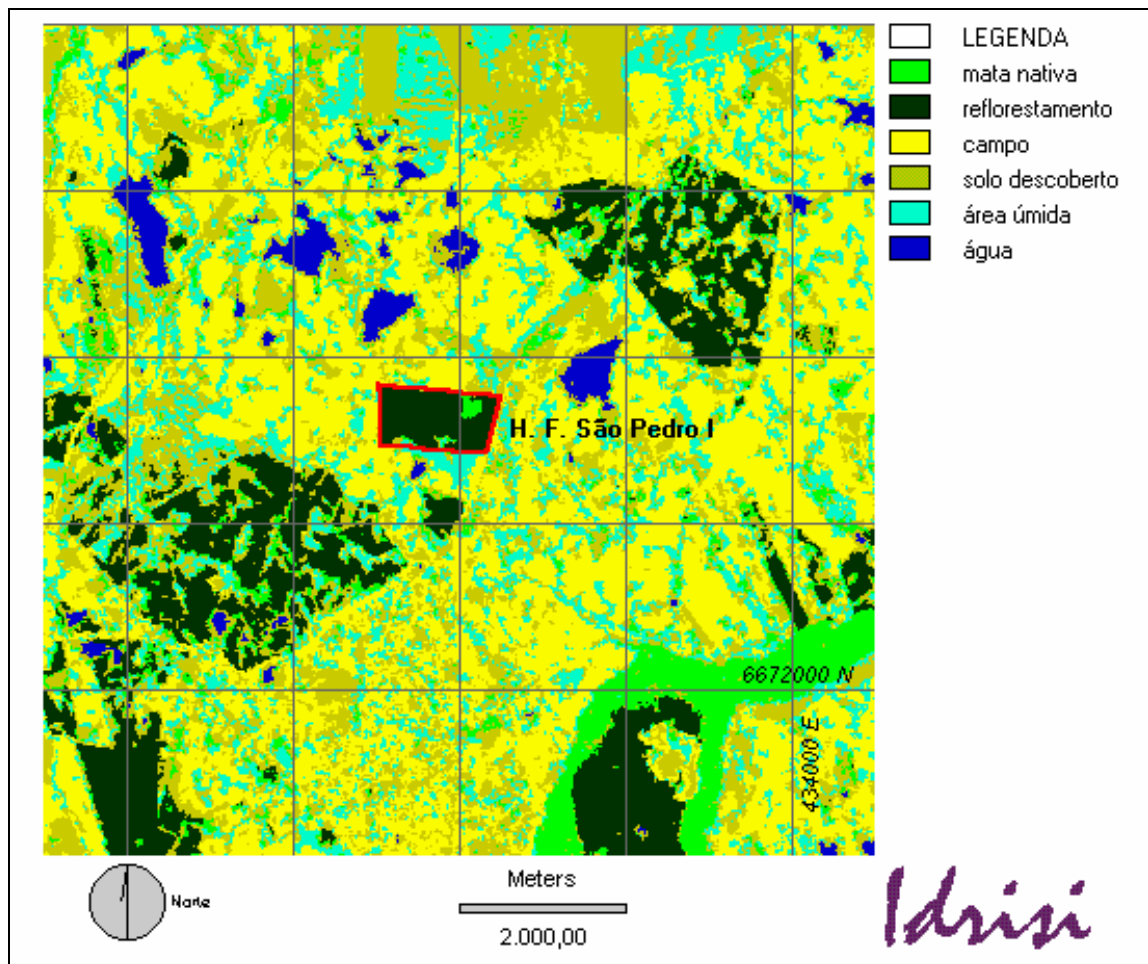 LEGENDA
mata nativa
reflorestamento
campo
solo descoberto
área úmida
água
H. F. São Pedro I
6672000 N
434000 E
Norte
Meters
2.000,00
Idrisi